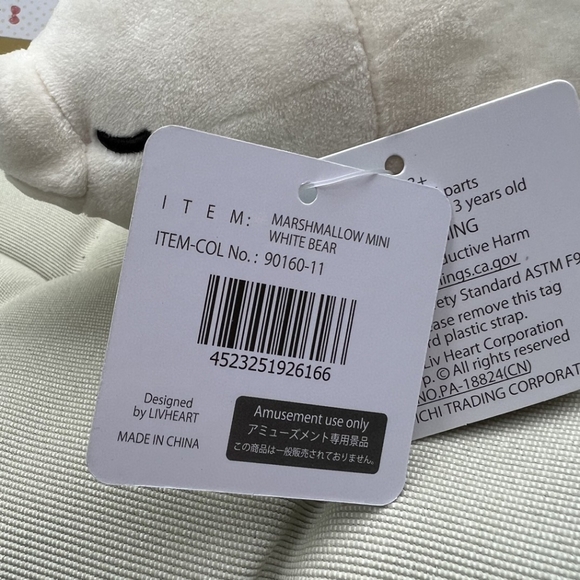 ITEM: MARSHMALLOW MINI
WHITE BEAR
ITEM-COL No.: 90160-11
4523251926166
Designed
by LIVHEART
MADE IN CHINA
Amusement use only
アミューズメント専用景品
この商品は一般販売されておりません。
parts
3 years old
ductive Harm
ings.ca.gov
ety Standard ASTM F9
ase remove this tag
rd plastic strap.
Liv Heart Corporation
p. © All rights reserved
NO.PA-18824(CN)
CHI TRADING CORPORAT